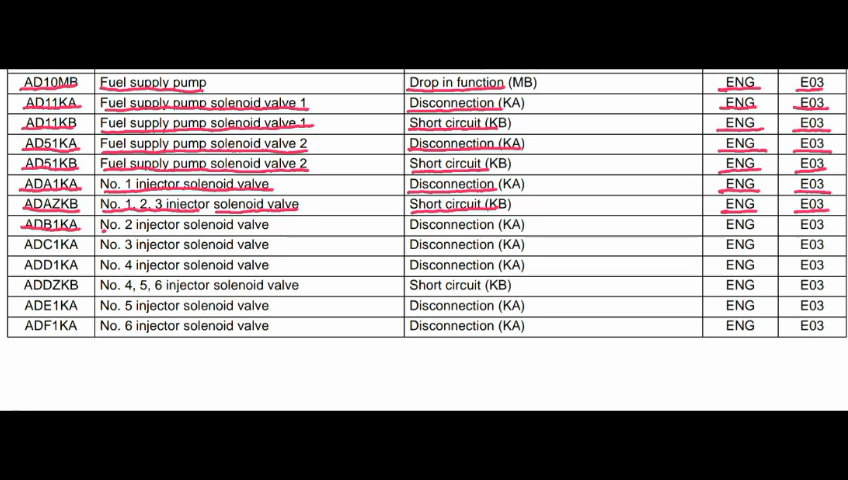 AD10MB Fuel supply pump Drop in function (MB) ENG E03
AD11KA Fuel supply pump solenoid valve 1 Disconnection (KA) ENG E03
AD11KB Fuel supply pump solenoid valve 1 Short circuit (KB) ENG E03
AD51KA Fuel supply pump solenoid valve 2 Disconnection (KA) ENG E03
AD51KB Fuel supply pump solenoid valve 2 Short circuit (KB) ENG E03
ADA1KA No. 1 injector solenoid valve Disconnection (KA) ENG E03
ADAZKB No. 1, 2, 3 injector solenoid valve Short circuit (KB) ENG E03
ADB1KA No. 2 injector solenoid valve Disconnection (KA) ENG E03
ADC1KA No. 3 injector solenoid valve Disconnection (KA) ENG E03
ADD1KA No. 4 injector solenoid valve Disconnection (KA) ENG E03
ADDZKB No. 4, 5, 6 injector solenoid valve Short circuit (KB) ENG E03
ADE1KA No. 5 injector solenoid valve Disconnection (KA) ENG E03
ADF1KA No. 6 injector solenoid valve Disconnection (KA) ENG E03